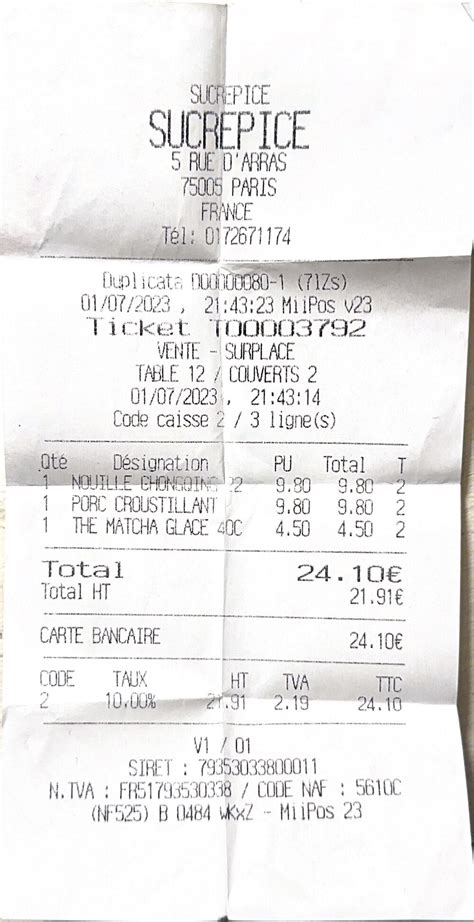 SUCREPICE
SUCREPICE
5 RUE D'ARRAS
75005 PARIS
FRANCE
Tél: 0172671174
Duplicata D00000080-1 (7lZs)
01/07/2023 , 21:43:23 MiiPos v23
Ticket T00003792
VENTE - SURPLACE
TABLE 12 / COUVERTS 2
01/07/2023 , 21:43:14
Code caisse 2 / 3 ligne(s)
Qté Désignation PU Total T
1 NOUILLE CHONGQING 22 9.80 9.80 2
1 PORC CROUSTILLANT 9.80 9.80 2
1 THE MATCHA GLACE 40C 4.50 4.50 2
Total 24.10€
Total HT 21.91€
CARTE BANCAIRE 24.10€
CODE TAUX HT TVA TTC
2 10.00% 21.91 2.19 24.10
V1 / 01
SIRET : 79353033800011
N.TVA : FR51793530338 / CODE NAF : 5610C
(NF525) B 0484 WKxZ - MiiPos 23